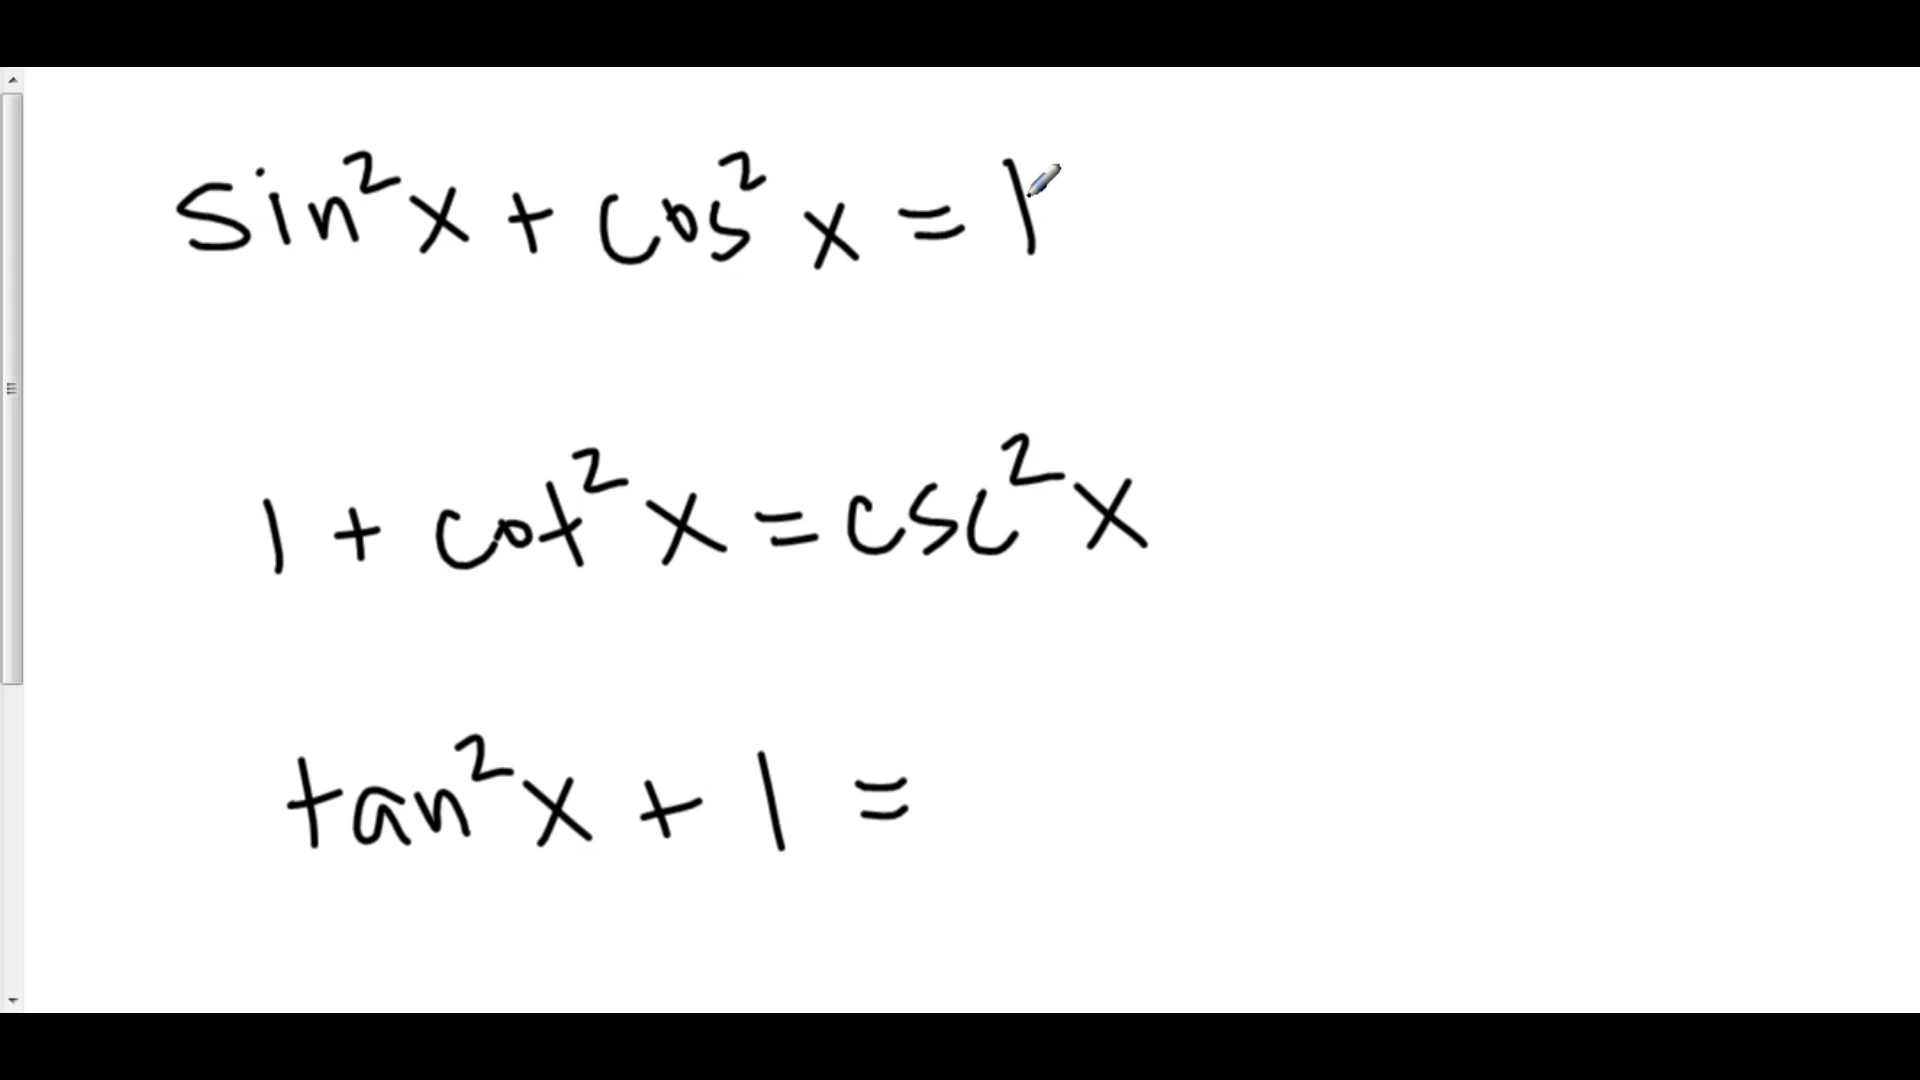 sin²x + cos²x = 1
1 + cot²x = csc²x
tan²x + 1 =